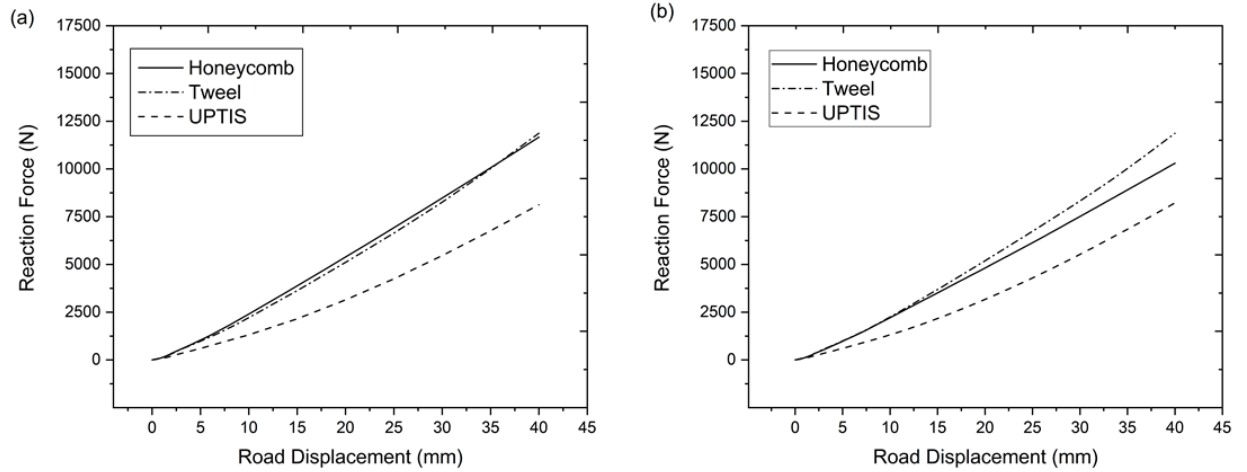 (a)
17500
15000
12500
10000
7500
5000
2500
0
Reaction Force (N)
Honeycomb
Tweel
UPTIS
0 5 10 15 20 25 30 35 40 45
Road Displacement (mm)
(b)
17500
15000
12500
10000
7500
5000
2500
0
Reaction Force (N)
Honeycomb
Tweel
UPTIS
0 5 10 15 20 25 30 35 40 45
Road Displacement (mm)